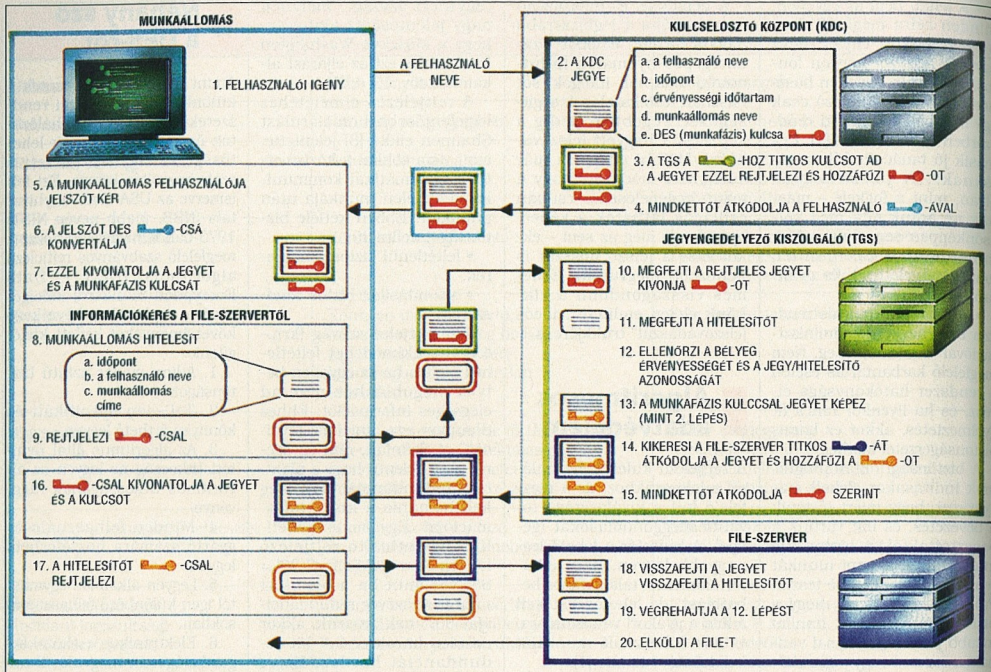 MUNKAÁLLOMÁS
1. FELHASZNÁLÓI IGÉNY
A FELHASZNÁLÓ
NEVE
KULCSELOSZTÓ KÖZPONT (KDC)
2. A KDC
JEGYE
a. a felhasználó neve
b. időpont
c. érvényességi időtartam
d. munkaállomás neve
e. DES (munkafázis) kulcsa
3. A TGS A -HOZ TITKOS KULCSOT AD
A JEGYET EZZEL REJTJELEZI ÉS HOZZÁFŰZI -OT
4. MINDKETTŐT ÁTKÓDOLJA A FELHASZNÁLÓ -ÁVAL
5. A MUNKAÁLLOMÁS FELHASZNÁLÓJA
JELSZÓT KÉR
6. A JELSZÓT DES -CSÁ
KONVERTÁLJA
7. EZZEL KIVONATOLJA A JEGYET
ÉS A MUNKAFÁZIS KULCSÁT
INFORMÁCIÓKÉRÉS A FILE-SZERVERTŐL
8. MUNKAÁLLOMÁS HITELESÍT
a. időpont
b. a felhasználó neve
c. munkaállomás
címe
9. REJTJELEZI -CSAL
JEGYENGEDÉLYEZŐ KISZOLGÁLÓ (TGS)
10. MEGFEJTI A REJTJELES JEGYET
KIVONJA -OT
11. MEGFEJTI A HITELESÍTŐT
12. ELLENŐRZI A BÉLYEG
ÉRVÉNYESSÉGÉT ÉS A JEGYHITELESÍTŐ
AZONOSSÁGÁT
13. A MUNKAFÁZIS KULCCSAL JEGYET KÉPEZ
(MINT 2. LÉPÉS)
14. KIKERESI A FILE-SZERVER TITKOS -ÁT
ÁTKÓDOLJA A JEGYET ÉS HOZZÁFŰZI A -OT
15. MINDKETTŐT ÁTKÓDOLJA SZERINT
16. -CSAL KIVONATOLJA A JEGYET
ÉS A KULCSOT
17. A HITELESÍTŐT -CSAL
REJTJELEZI
FILE-SZERVER
18. VISSZAFEJTI A JEGYET
VISSZAFEJTI A HITELESÍTŐT
19. VÉGREHAJTJA A 12. LÉPÉST
20. ELKÜLDI A FILE-T